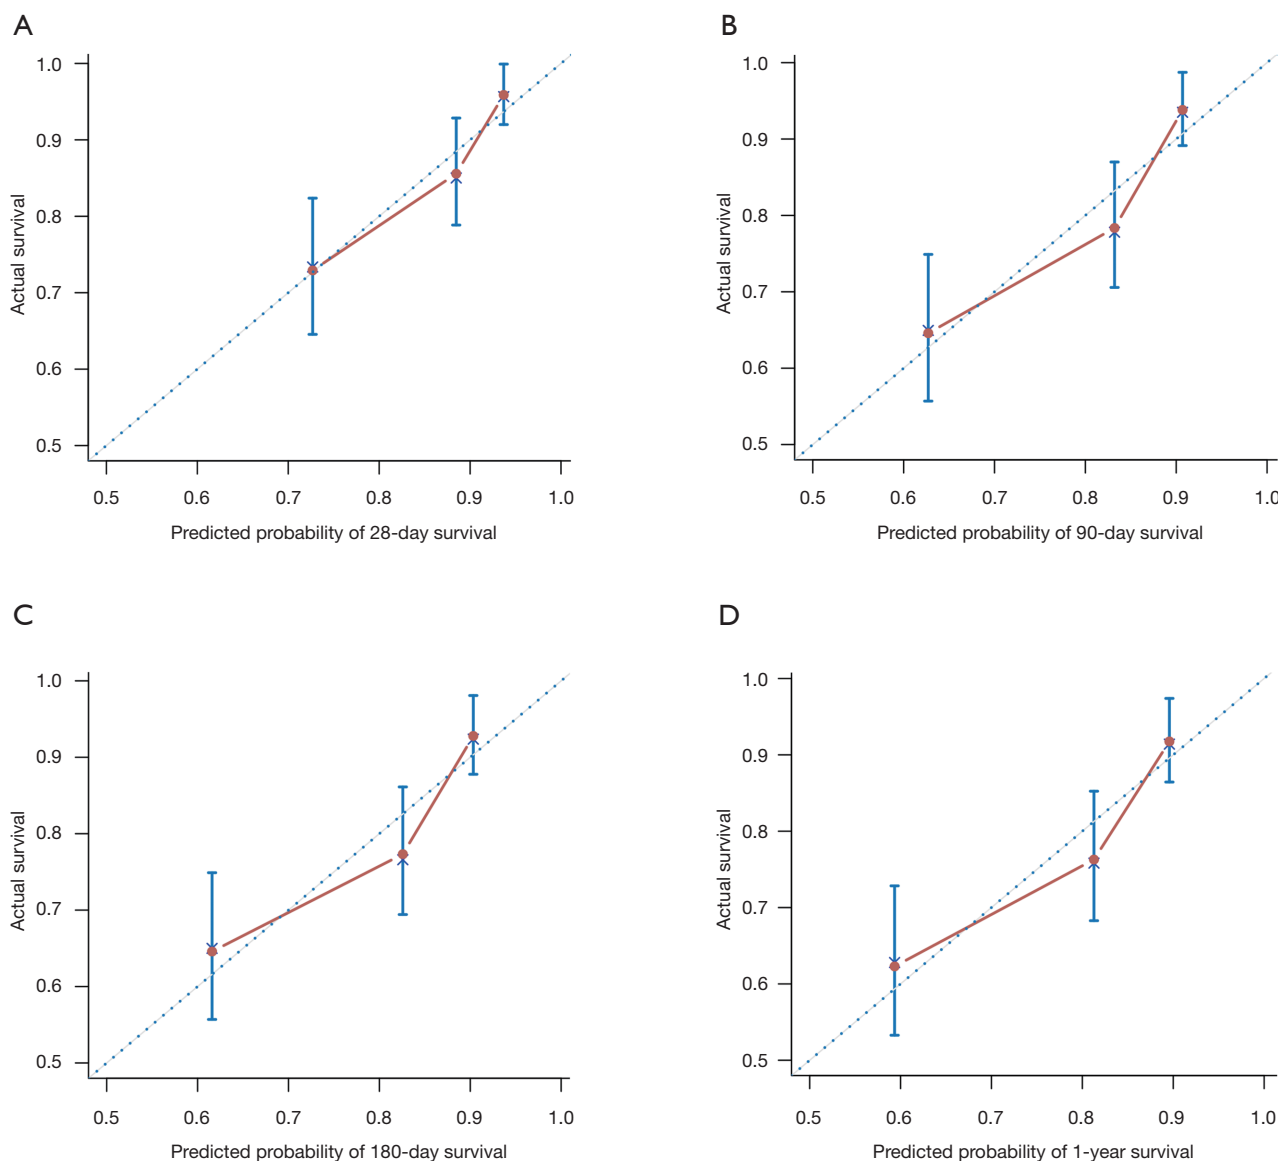 A
Actual survival
1.0
0.9
0.8
0.7
0.6
0.5
0.5 0.6 0.7 0.8 0.9 1.0
Predicted probability of 28-day survival
B
Actual survival
1.0
0.9
0.8
0.7
0.6
0.5
0.5 0.6 0.7 0.8 0.9 1.0
Predicted probability of 90-day survival
C
Actual survival
1.0
0.9
0.8
0.7
0.6
0.5
0.5 0.6 0.7 0.8 0.9 1.0
Predicted probability of 180-day survival
D
Actual survival
1.0
0.9
0.8
0.7
0.6
0.5
0.5 0.6 0.7 0.8 0.9 1.0
Predicted probability of 1-year survival